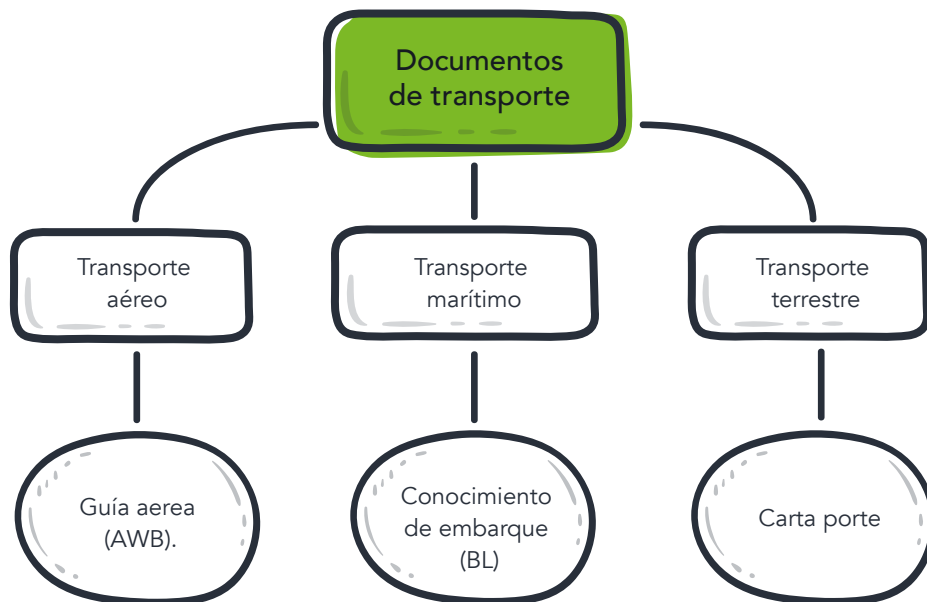 Documentos
de transporte
Transporte
aéreo
Transporte
marítimo
Transporte
terrestre
Guía aerea
(AWB).
Conocimiento
de embarque
(BL)
Carta porte